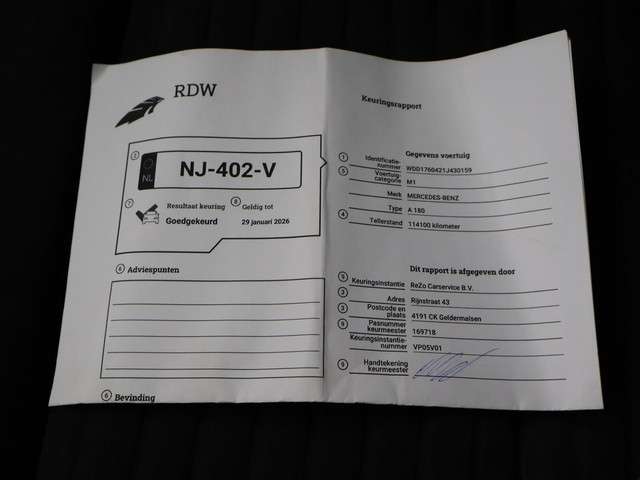 RDW
NL
NJ-402-V
Resultaat keuring
Goedgekeurd
Geldig tot
29 januari 2026
Adviespunten
Bevinding
Keuringsrapport
Gegevens voertuig
Identificatie-
nummer WDD1760421J430159
Voertuig-
categorie M1
Merk MERCEDES-BENZ
Type A 180
Tellerstand 114100 kilometer
Dit rapport is afgegeven door
Keuringsinstantie ReZo Carservice B.V.
Adres Rijnstraat 43
Postcode en
plaats 4191 CK Geldermalsen
Pasnummer
keurmeester 169718
Keuringsinstantie-
nummer VP05V01
Handtekening
keurmeester